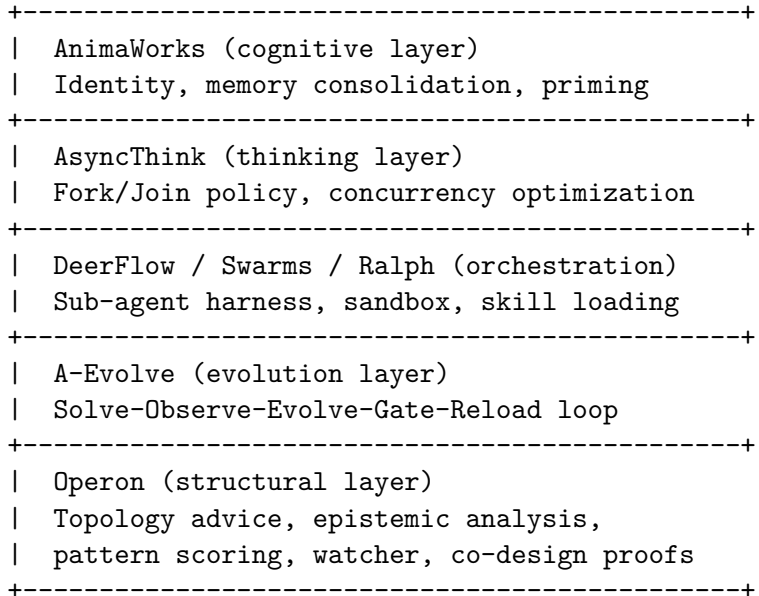 +-----------------------------------------------+
|  AnimaWorks (cognitive layer)
|  Identity, memory consolidation, priming
+-----------------------------------------------+
|  AsyncThink (thinking layer)
|  Fork/Join policy, concurrency optimization
+-----------------------------------------------+
|  DeerFlow / Swarms / Ralph (orchestration)
|  Sub-agent harness, sandbox, skill loading
+-----------------------------------------------+
|  A-Evolve (evolution layer)
|  Solve-Observe-Evolve-Gate-Reload loop
+-----------------------------------------------+
|  Operon (structural layer)
|  Topology advice, epistemic analysis,
|  pattern scoring, watcher, co-design proofs
+-----------------------------------------------+